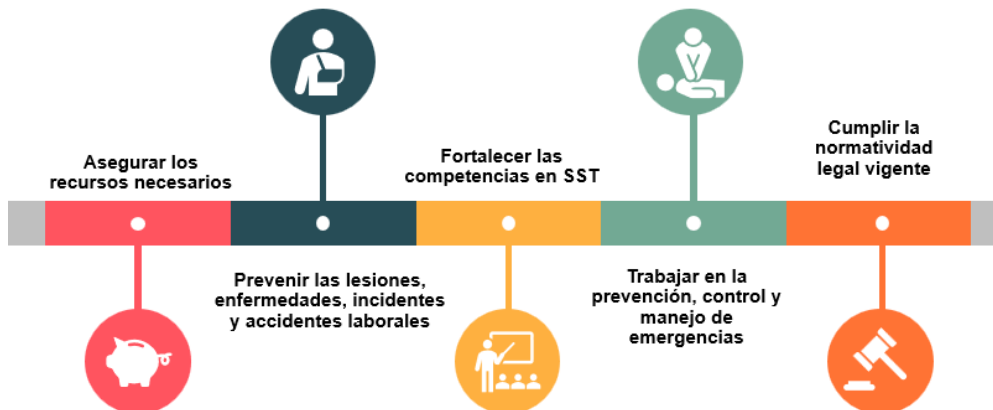 Asegurar los
recursos necesarios
Prevenir las lesiones,
enfermedades, incidentes
y accidentes laborales
Fortalecer las
competencias en SST
Trabajar en la
prevención, control y
manejo de
emergencias
Cumplir la
normatividad
legal vigente